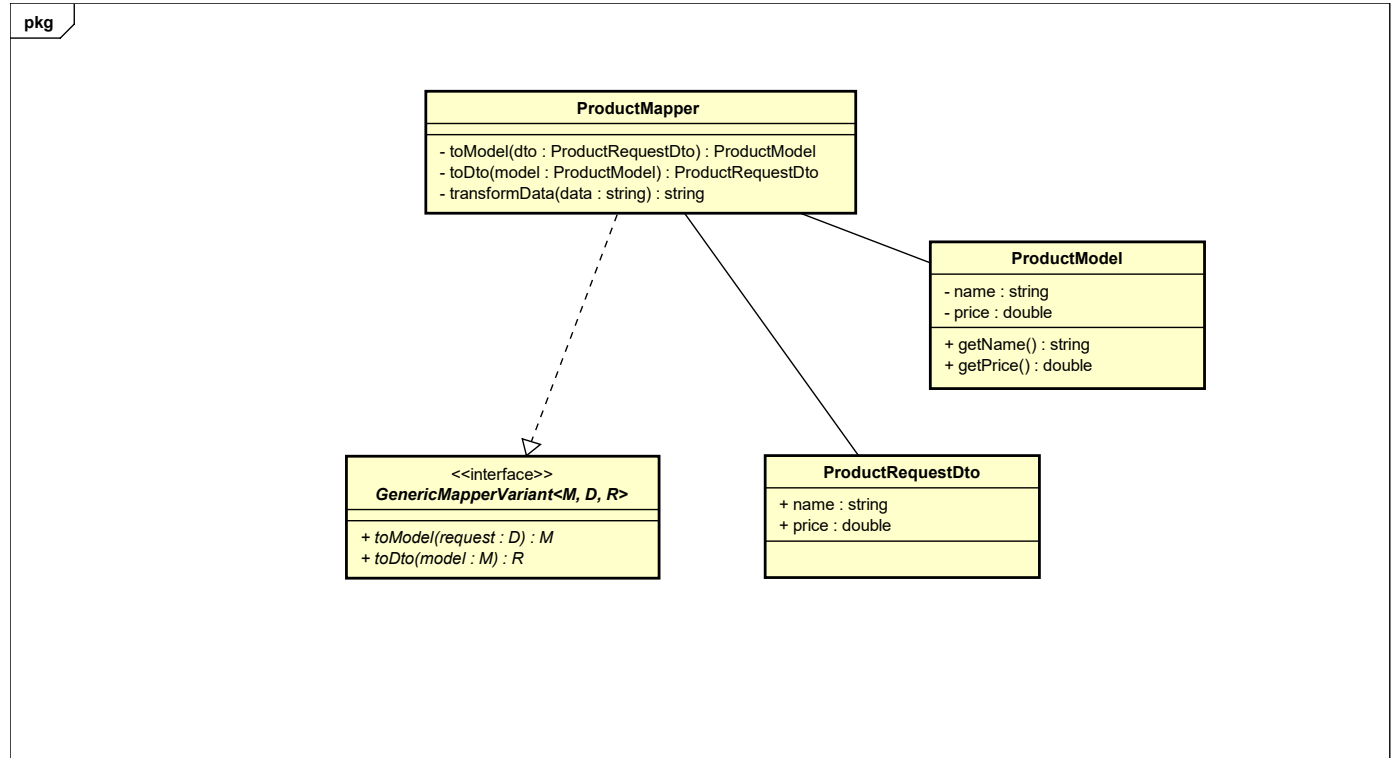 pkg
ProductMapper
- toModel(dto : ProductRequestDto) : ProductModel
- toDto(model : ProductModel) : ProductRequestDto
- transformData(data : string) : string
ProductModel
- name : string
- price : double
+ getName() : string
+ getPrice() : double
<<interface>>
GenericMapperVariant<M, D, R>
+ toModel(request : D) : M
+ toDto(model : M) : R
ProductRequestDto
+ name : string
+ price : double